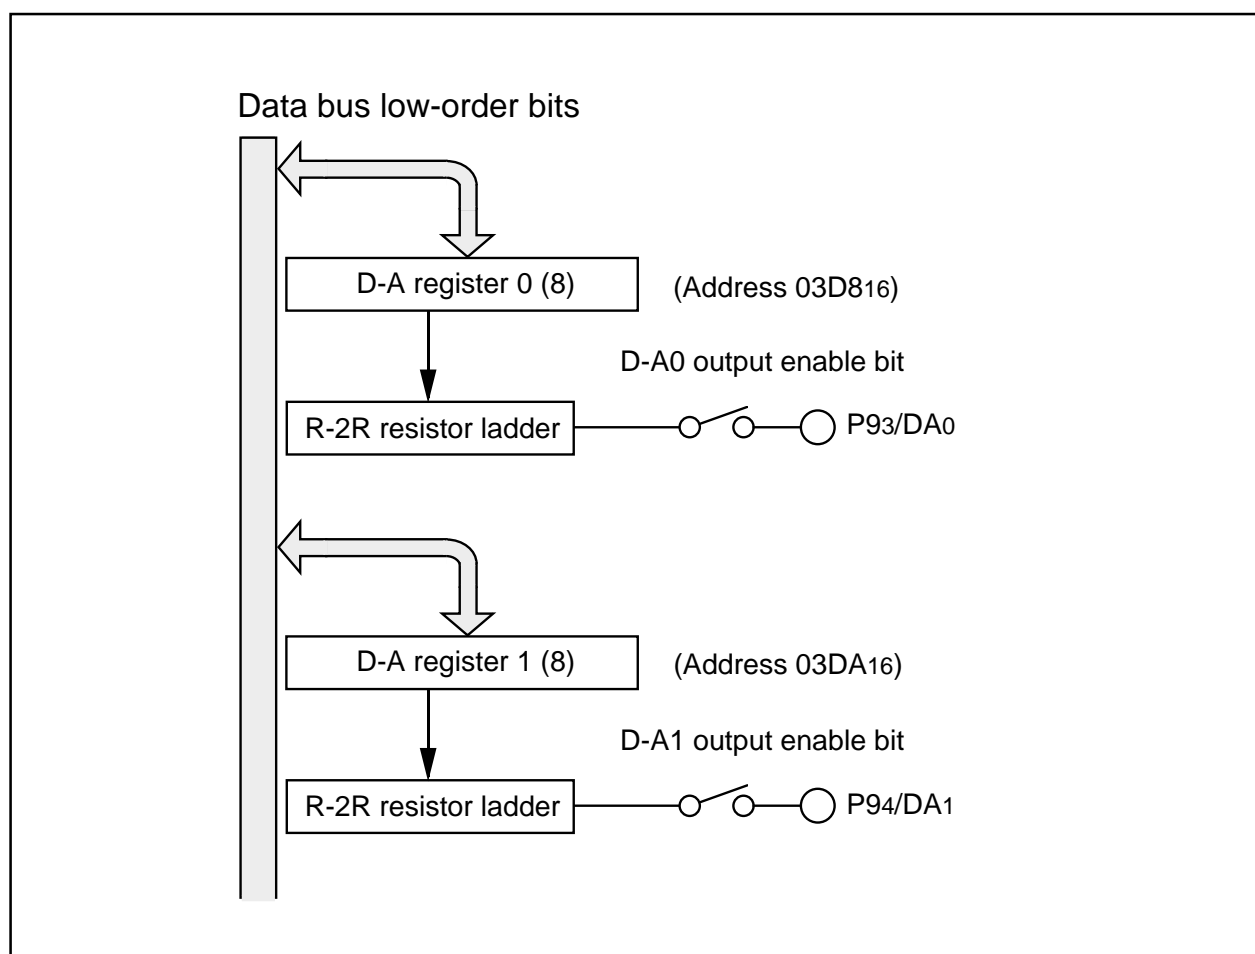 Data bus low-order bits
D-A register 0 (8) (Address 03D816)
D-A0 output enable bit
R-2R resistor ladder P93/DA0
D-A register 1 (8) (Address 03DA16)
D-A1 output enable bit
R-2R resistor ladder P94/DA1